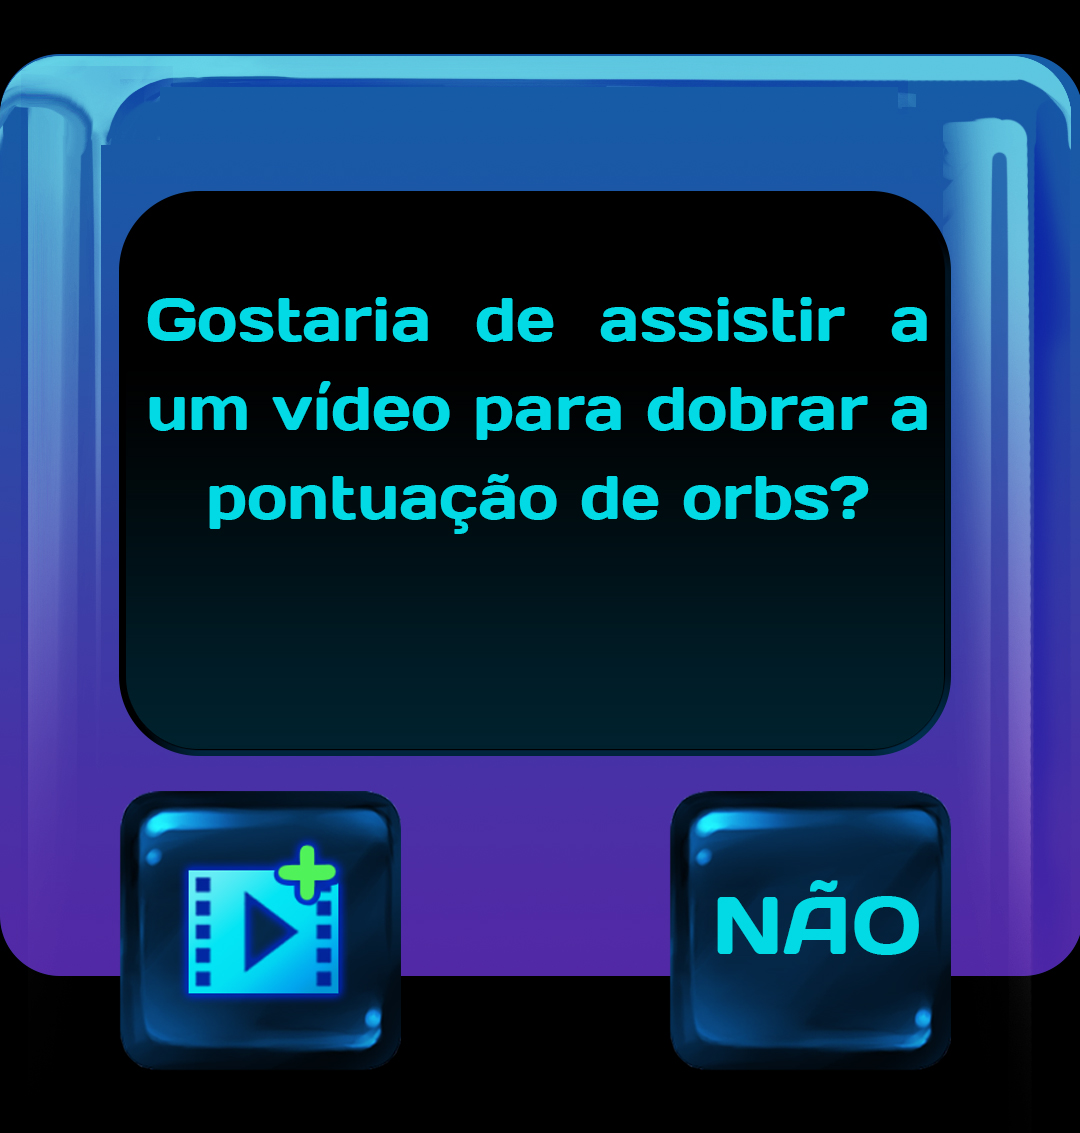 Gostaria de assistir a
um vídeo para dobrar a
pontuação de orbs?
NÃO